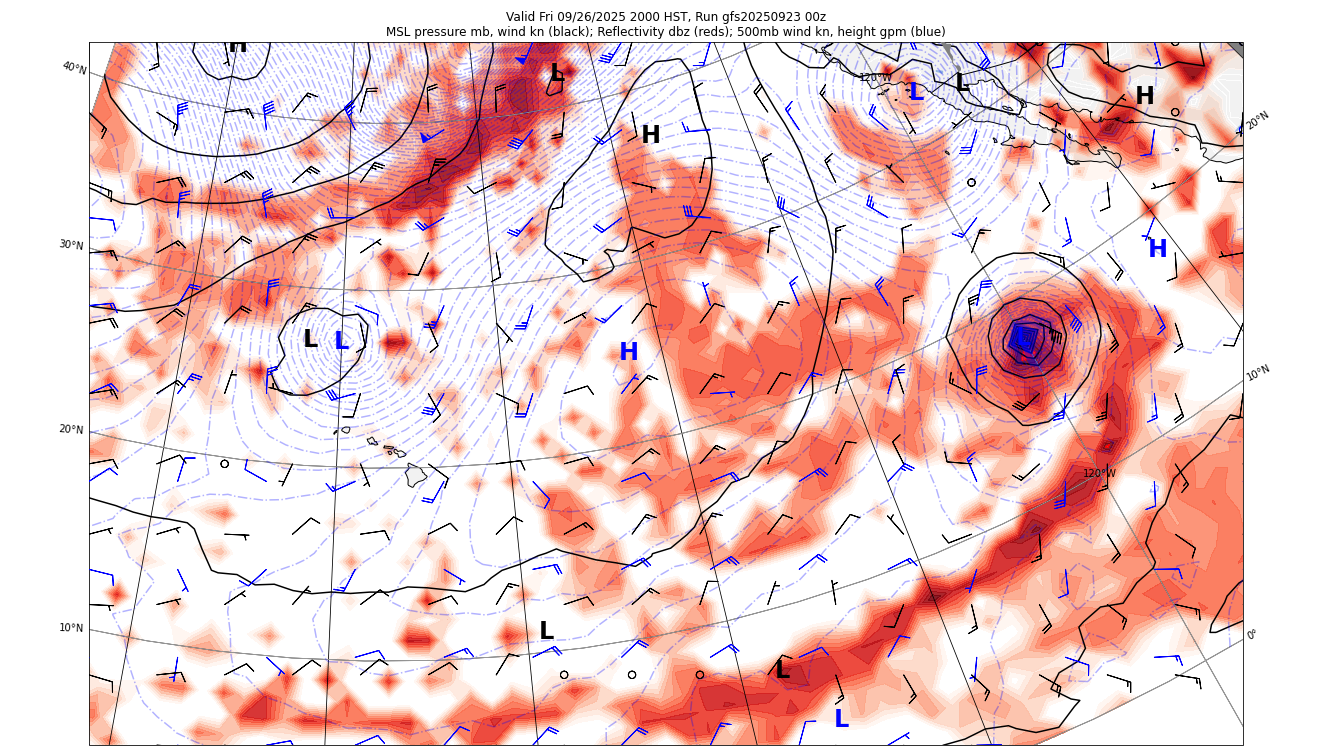 Valid Fri 09/26/2025 2000 HST, Run gfs20250923 00z
MSL pressure mb, wind kn (black); Reflectivity dbz (reds); 500mb wind kn, height gpm (blue)
H
40°N
L
120°W
L
L
H
20°N
H
30°N
H
L
L
H
10°N
20°N
120°W
10°N
L
0°
L
L